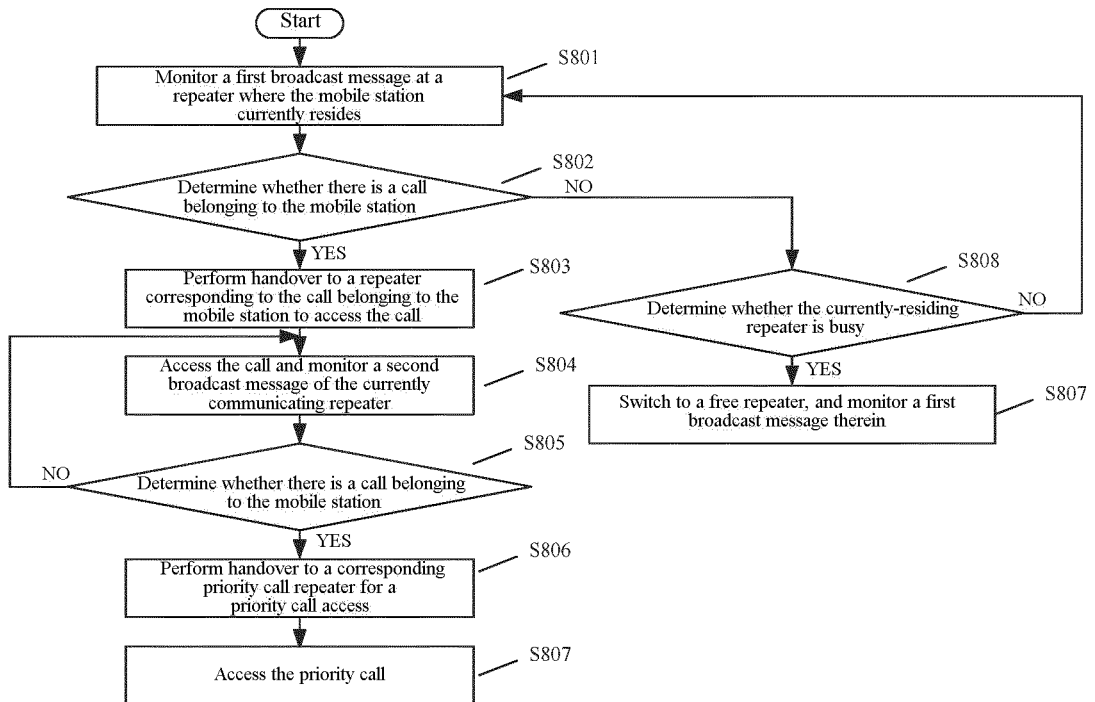 Start
S801
Monitor a first broadcast message at a
repeater where the mobile station
currently resides
S802
Determine whether there is a call
belonging to the mobile station
NO
YES
S803
Perform handover to a repeater
corresponding to the call belonging to the
mobile station to access the call
S808
Determine whether the currently-residing
repeater is busy
NO
YES
S804
Access the call and monitor a second
broadcast message of the currently
communicating repeater
S807
Switch to a free repeater, and monitor a first
broadcast message therein
S805
NO
Determine whether there is a call belonging
to the mobile station
YES
S806
Perform handover to a corresponding
priority call repeater for a
priority call access
S807
Access the priority call